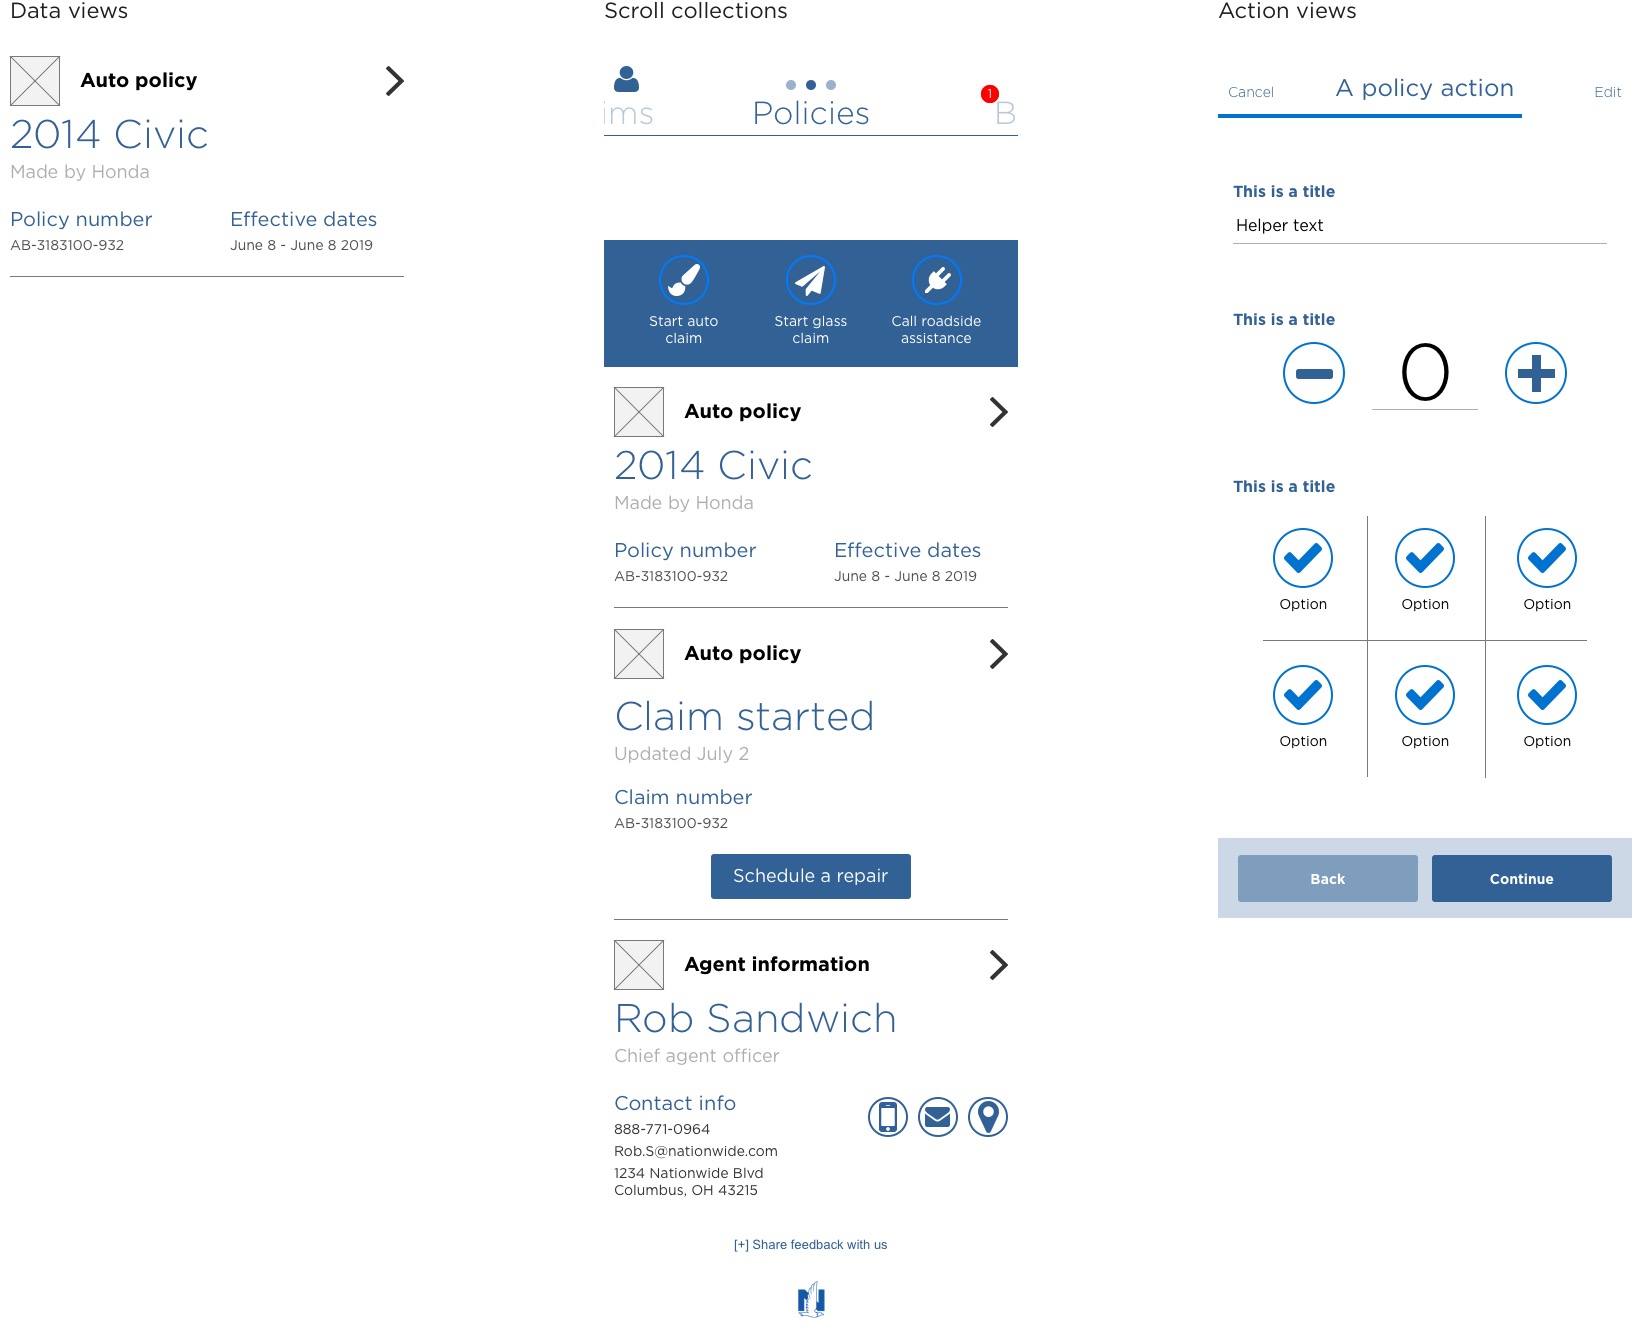 Data views
Auto policy
2014 Civic
Made by Honda
Policy number
AB-3183100-932
Effective dates
June 8 - June 8 2019
Scroll collections
ims
Policies
1
B
Start auto
claim
Start glass
claim
Call roadside
assistance
Auto policy
2014 Civic
Made by Honda
Policy number
AB-3183100-932
Effective dates
June 8 - June 8 2019
Auto policy
Claim started
Updated July 2
Claim number
AB-3183100-932
Schedule a repair
Agent information
Rob Sandwich
Chief agent officer
Contact info
888-771-0964
Rob.S@nationwide.com
1234 Nationwide Blvd
Columbus, OH 43215
[+] Share feedback with us
N
Action views
Cancel
A policy action
Edit
This is a title
Helper text
This is a title
0
This is a title
Option
Option
Option
Option
Option
Option
Back
Continue